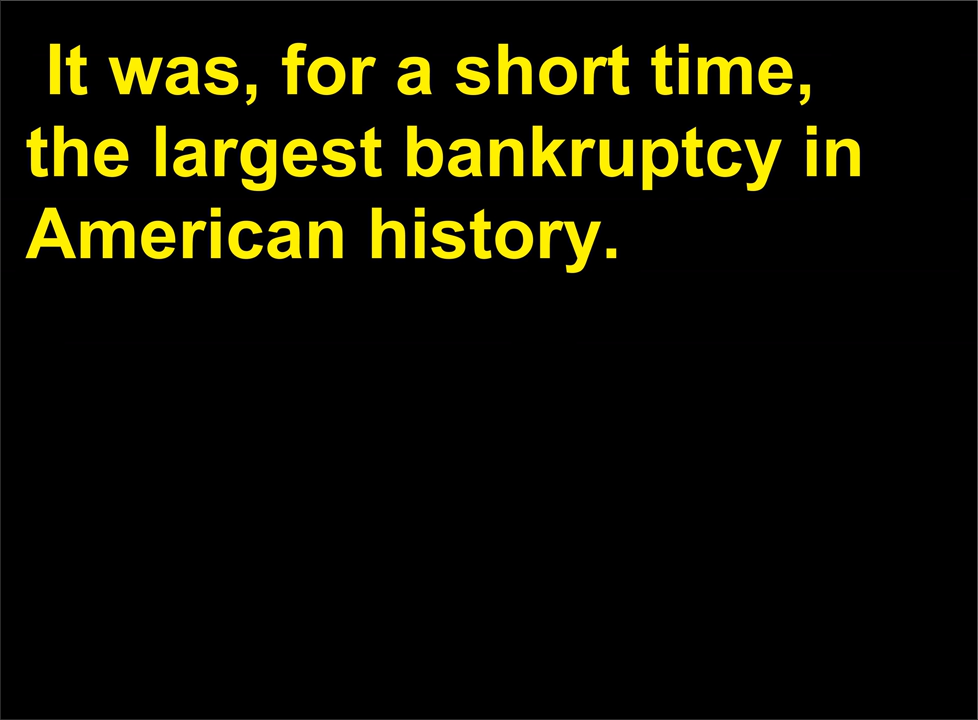 It was, for a short time,
the largest bankruptcy in
American history.